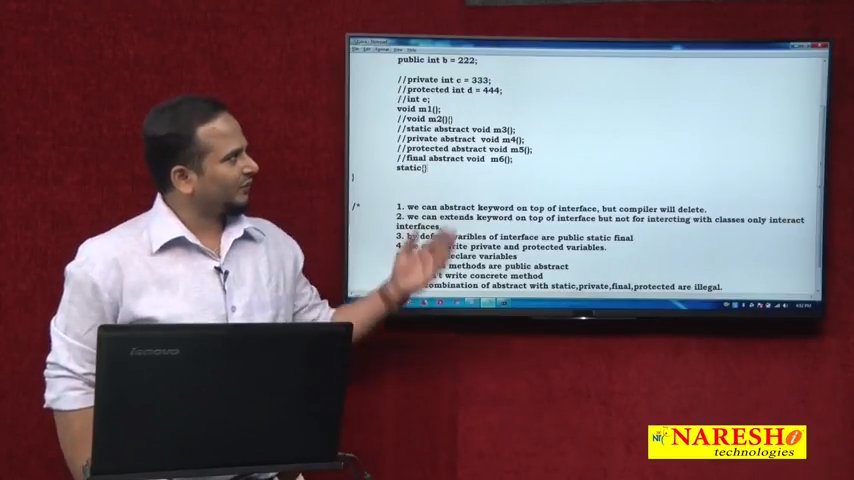 public int b = 222;
//private int c = 333;
//protected int d = 444;
//int e;
void m1();
//void m2(){}
//static abstract void m3();
//private abstract void m4();
//protected abstract void m5();
//final abstract void m6();
static{}
}
/* 1. we can abstract keyword on top of interface, but compiler will delete.
2. we can extends keyword on top of interface but not for intercting with classes only interact
interfaces.
3. by default varibles of interface are public static final
4. write private and protected variables.
declare variables
methods are public abstract
t write concrete method
combination of abstract with static,private,final,protected are illegal.
lenovo
NARESH i
technologies